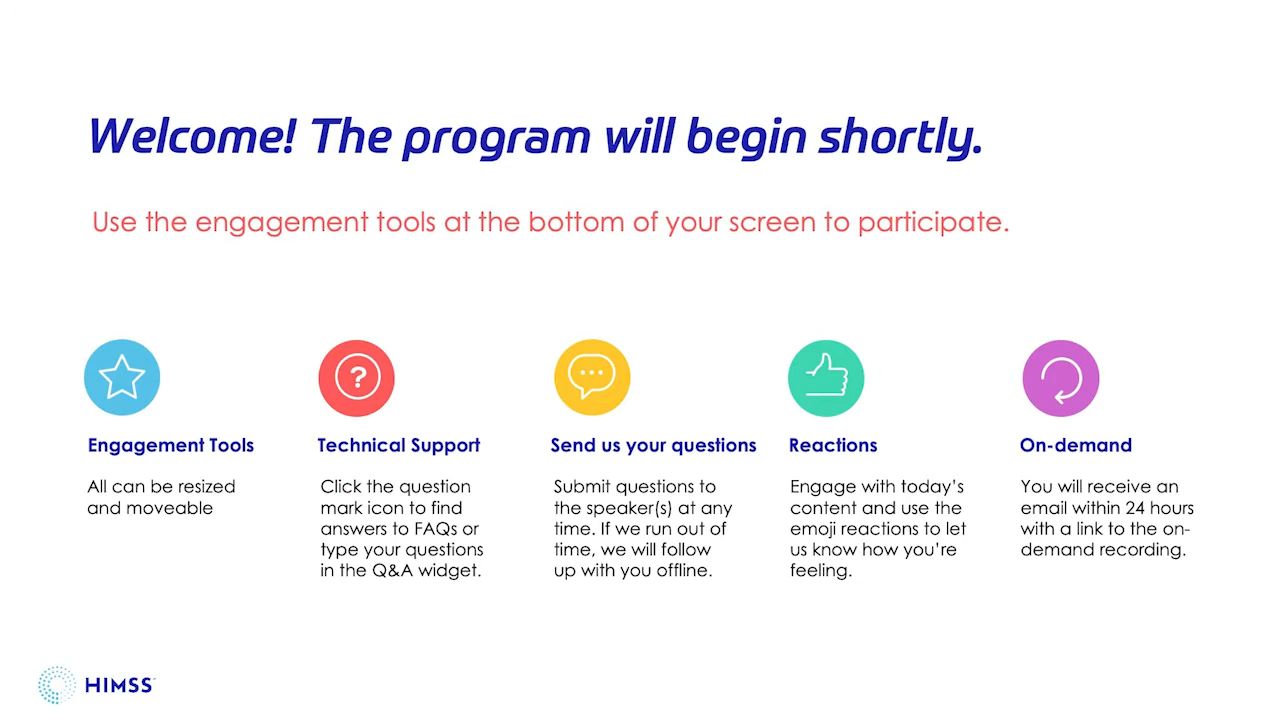 Welcome! The program will begin shortly.
Use the engagement tools at the bottom of your screen to participate.
?
Engagement Tools
All can be resized
and moveable
Technical Support
Click the question
mark icon to find
answers to FAQs or
type your questions
in the Q&A widget.
Send us your questions
Submit questions to
the speaker(s) at any
time. If we run out of
time, we will follow
up with you offline.
Reactions
Engage with today’s
content and use the
emoji reactions to let
us know how you’re
feeling.
On-demand
You will receive an
email within 24 hours
with a link to the on-
demand recording.
HIMSS